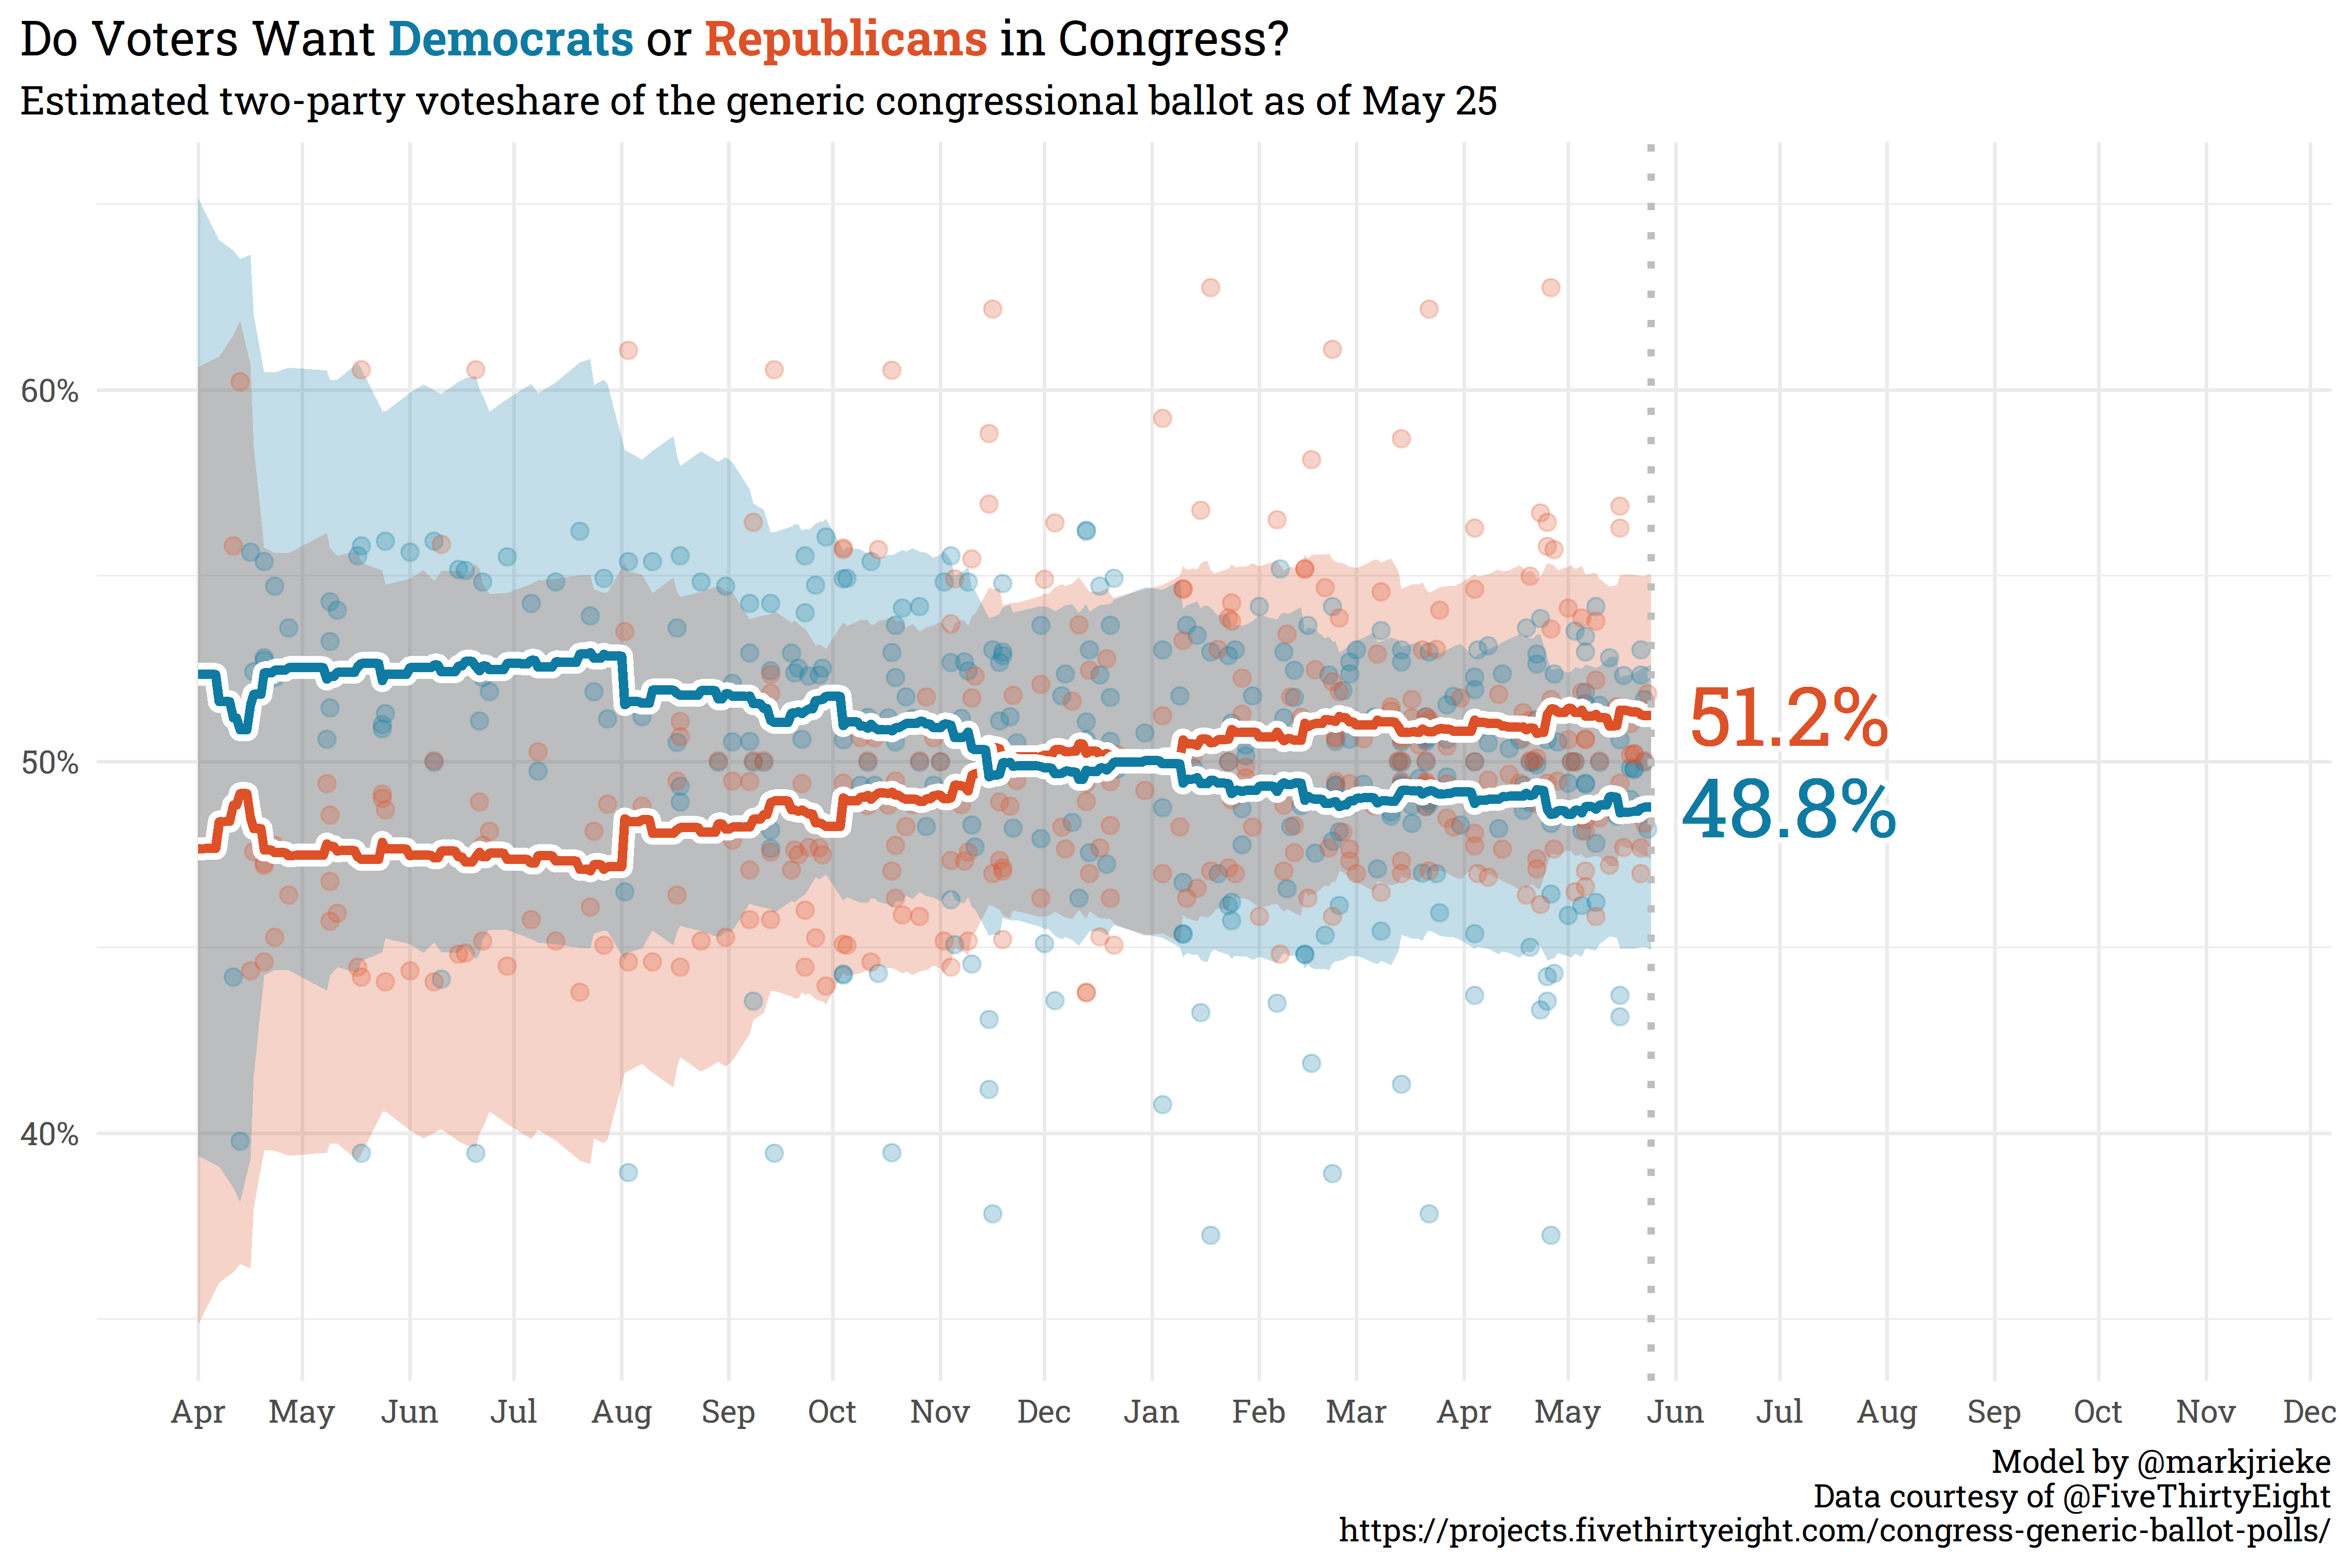 Do Voters Want Democrats or Republicans in Congress?
Estimated two-party voteshare of the generic congressional ballot as of May 25
60%
50%
40%
51.2%
48.8%
Apr May Jun Jul Aug Sep Oct Nov Dec Jan Feb Mar Apr May Jun Jul Aug Sep Oct Nov Dec
Model by @markjrieke
Data courtesy of @FiveThirtyEight
https://projects.fivethirtyeight.com/congress-generic-ballot-polls/